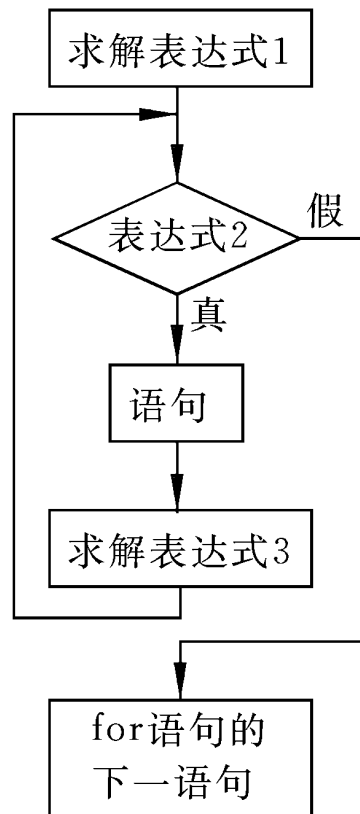 求解表达式1
表达式2
假
真
语句
求解表达式3
for语句的
下一语句